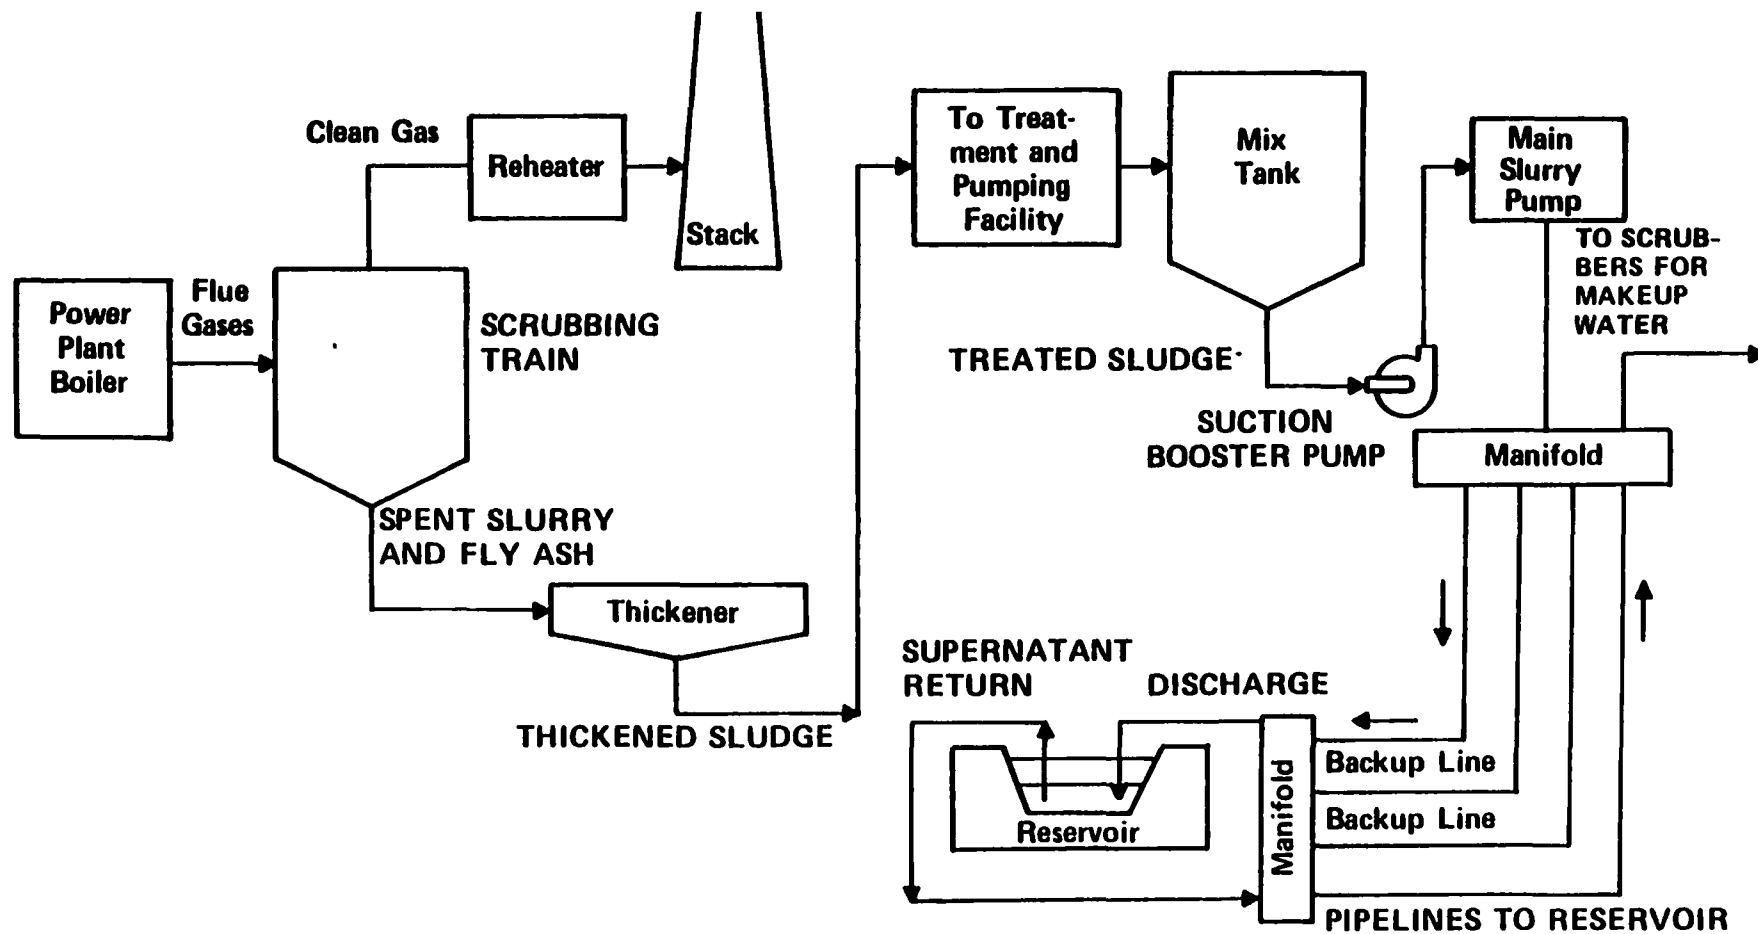 Clean Gas
Reheater
Stack
Power
Plant
Boiler
Flue
Gases
SCRUBBING
TRAIN
SPENT SLURRY
AND FLY ASH
Thickener
THICKENED SLUDGE
To Treat-
ment and
Pumping
Facility
Mix
Tank
Main
Slurry
Pump
TO SCRUB-
BERS FOR
MAKEUP
WATER
TREATED SLUDGE
SUCTION
BOOSTER PUMP
Manifold
SUPERNATANT
RETURN
DISCHARGE
Reservoir
Manifold
Backup Line
Backup Line
PIPELINES TO RESERVOIR